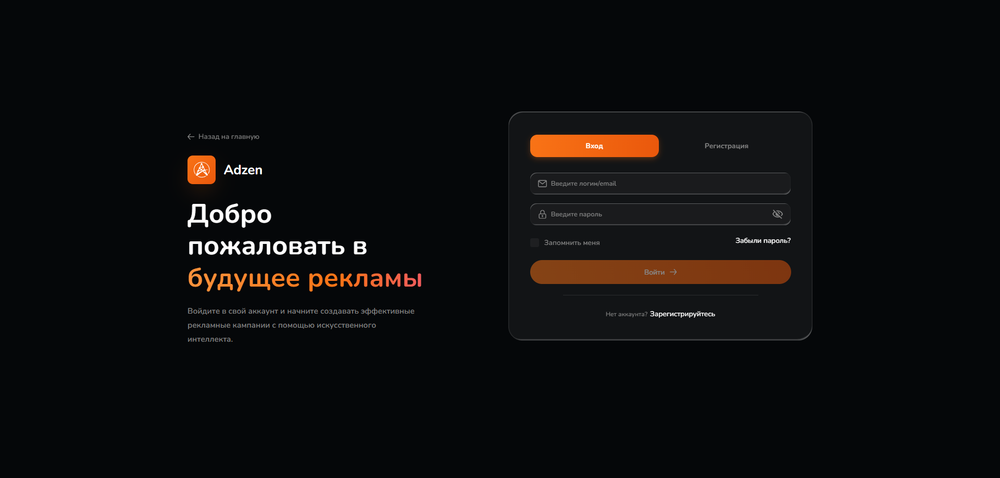 Назад на главную
Adzen
Добро
пожаловать в
будущее рекламы
Войдите в свой аккаунт и начните создавать эффективные
рекламные кампании с помощью искусственного
интеллекта.
Вход
Регистрация
Введите логин/email
Введите пароль
Запомнить меня
Забыли пароль?
Войти
Нет аккаунта? Зарегистрируйтесь